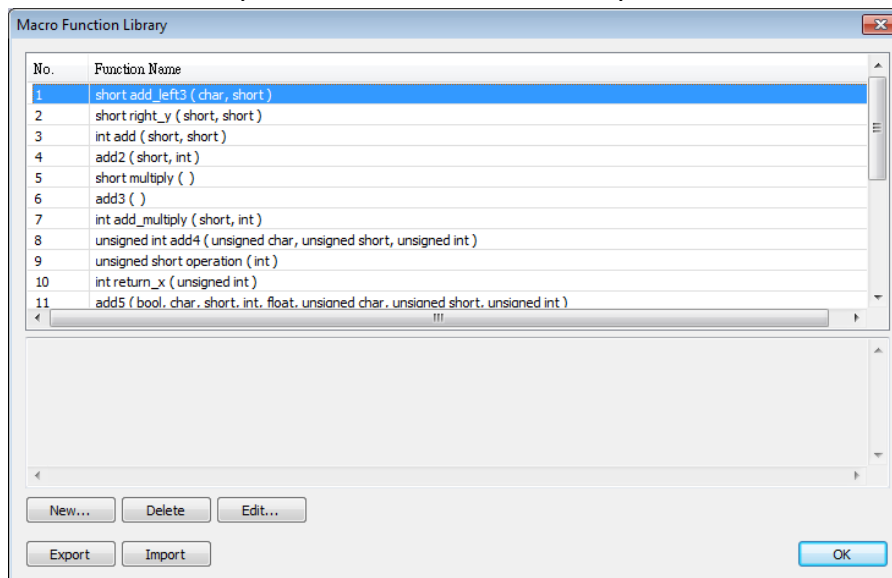 Macro Function Library
No. Function Name
1 short add_left3 ( char, short )
2 short right_y ( short, short )
3 int add ( short, short )
4 add2 ( short, int )
5 short multiply ( )
6 add3 ( )
7 int add_multiply ( short, int )
8 unsigned int add4 ( unsigned char, unsigned short, unsigned int )
9 unsigned short operation ( int )
10 int return_x ( unsigned int )
11 add5 ( bool, char, short, int, float, unsigned char, unsigned short, unsigned int )
New... Delete Edit...
Export Import OK